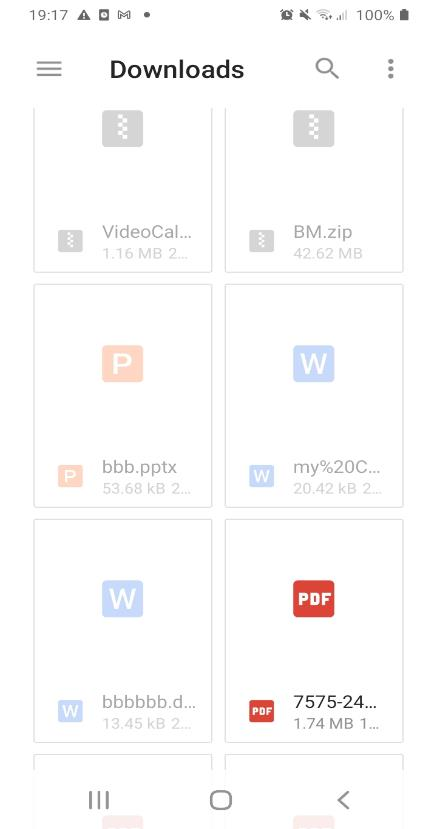 19:17 100%
Downloads
VideoCal... BM.zip
1.16 MB 2... 42.62 MB
P W
P bbb.pptx W my%20C...
53.68 kB 2... 20.42 kB 2...
W PDF
W bbbbbb.d... PDF 7575-24...
13.45 kB 2... 1.74 MB 1...